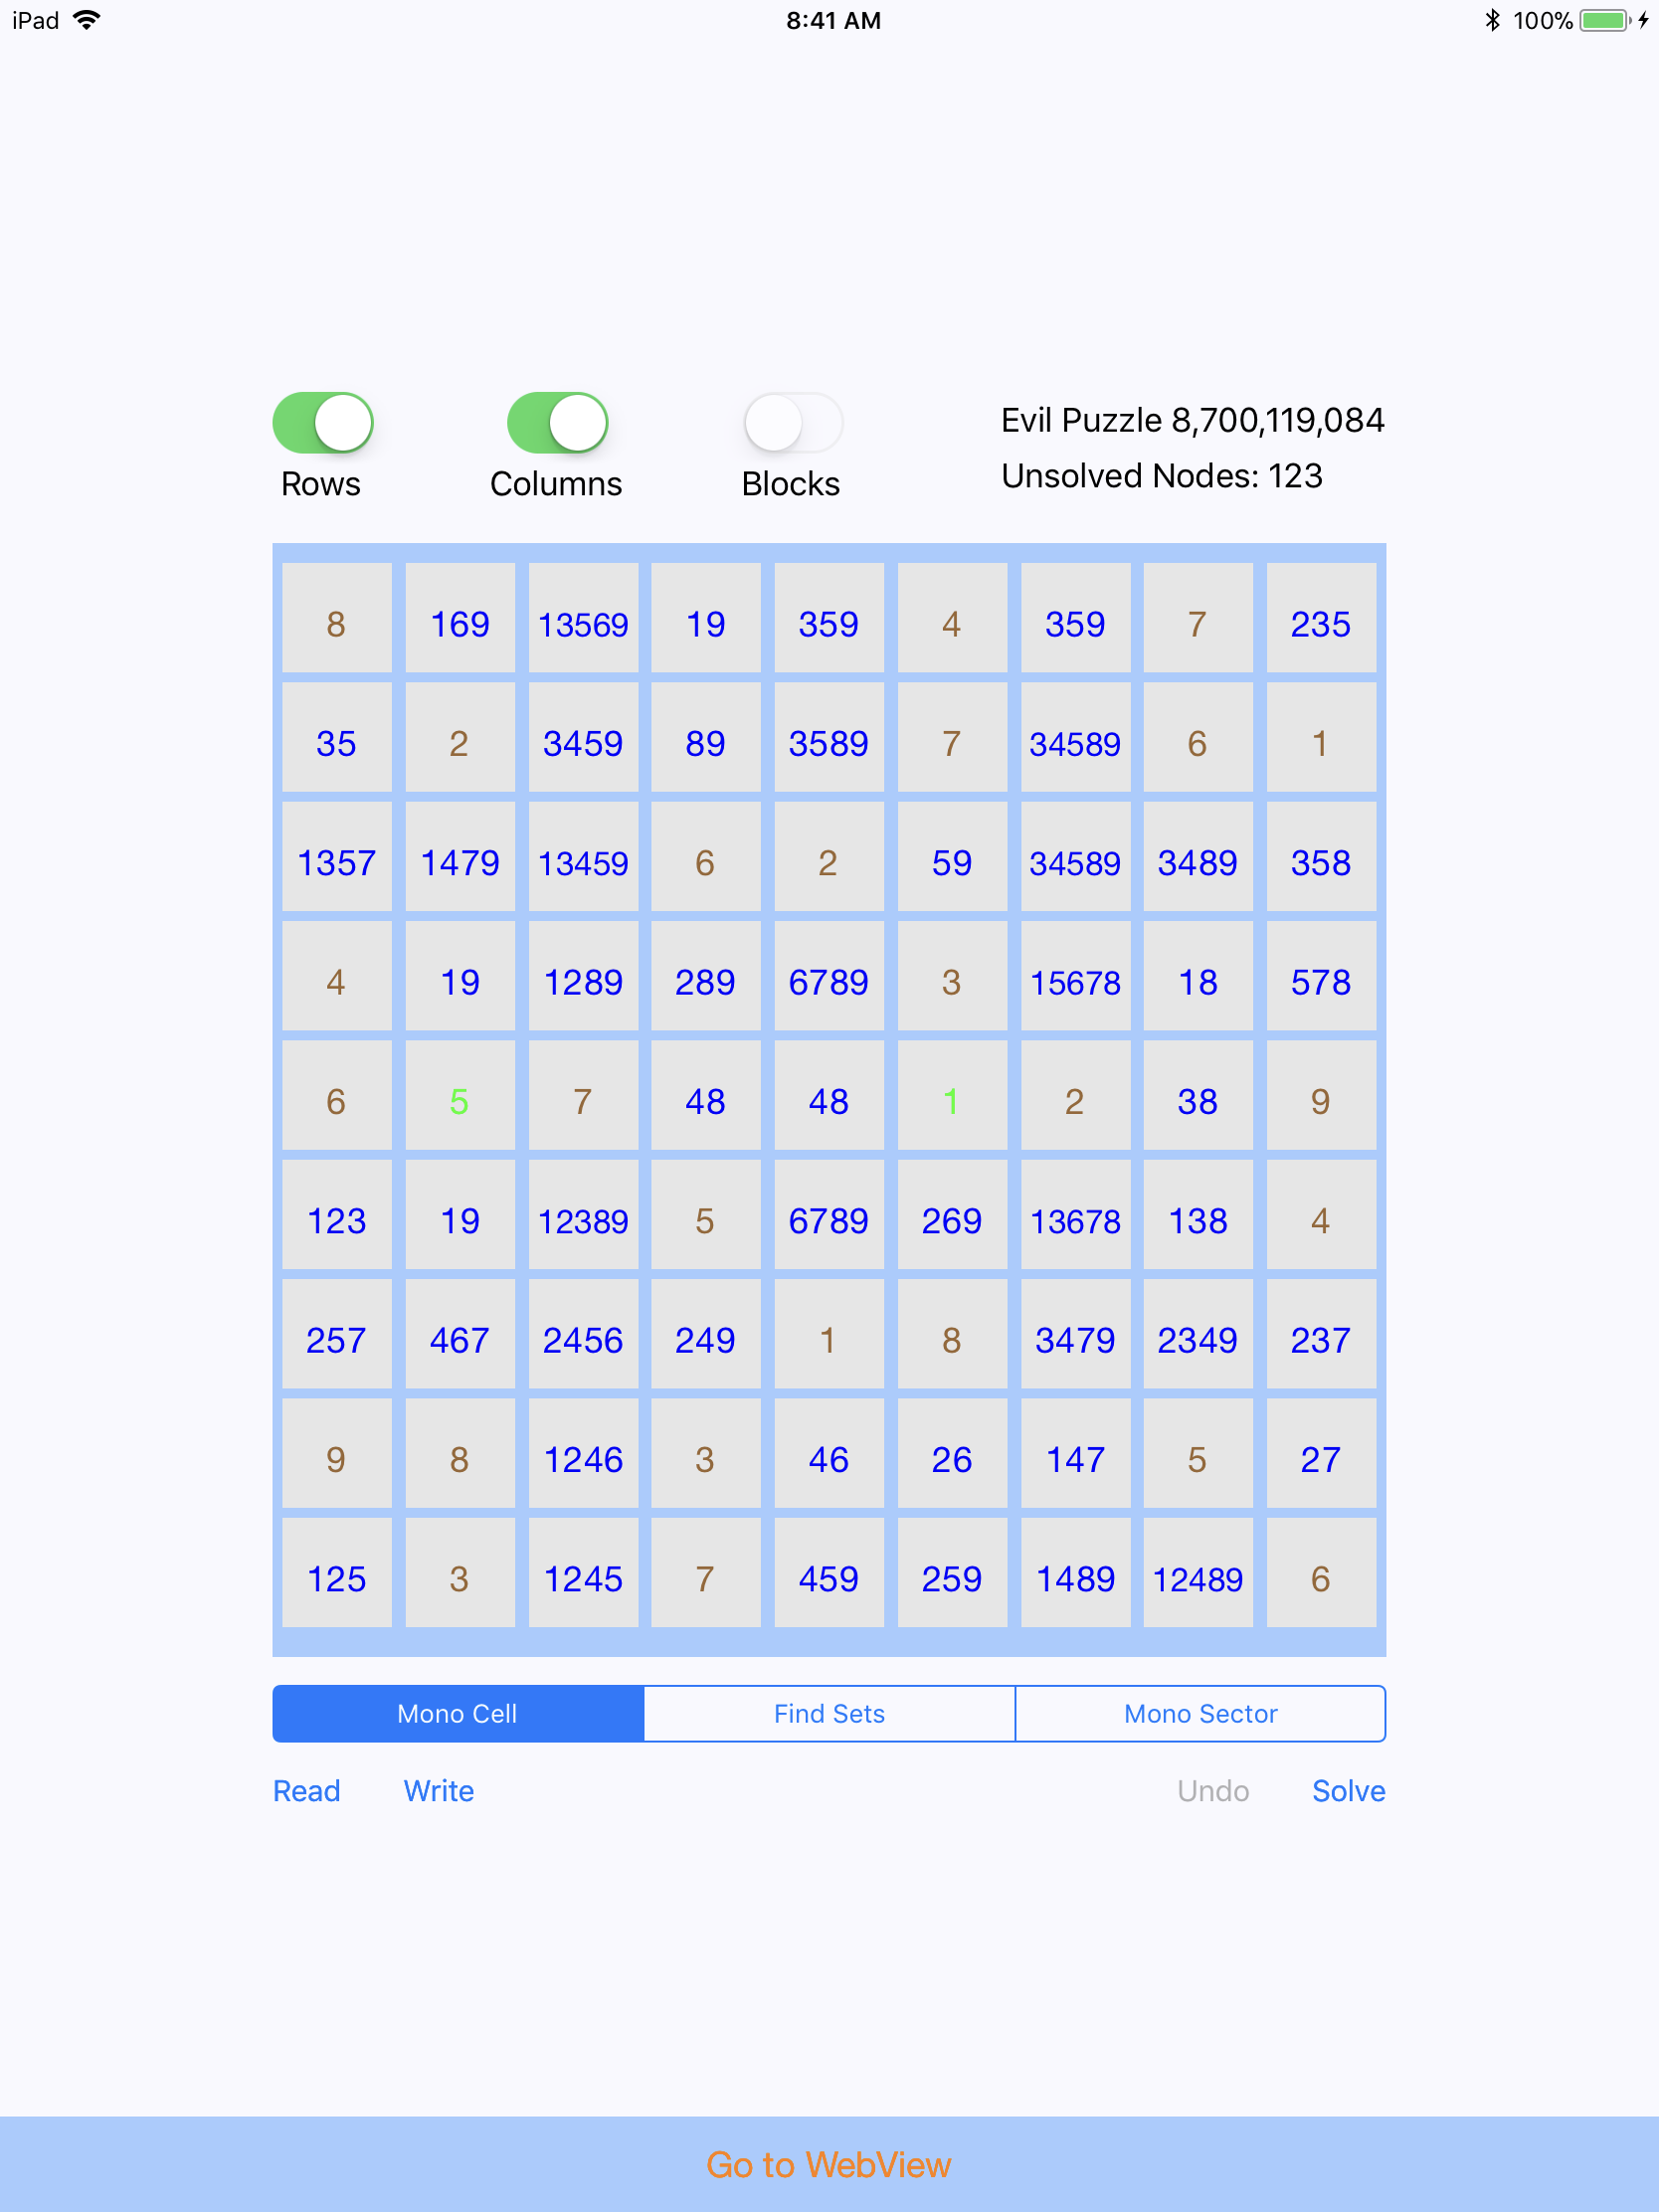 iPad 8:41 AM 100%
Evil Puzzle 8,700,119,084
Rows Columns Blocks Unsolved Nodes: 123
8 169 13569 19 359 4 359 7 235
35 2 3459 89 3589 7 34589 6 1
1357 1479 13459 6 2 59 34589 3489 358
4 19 1289 289 6789 3 15678 18 578
6 5 7 48 48 1 2 38 9
123 19 12389 5 6789 269 13678 138 4
257 467 2456 249 1 8 3479 2349 237
9 8 1246 3 46 26 147 5 27
125 3 1245 7 459 259 1489 12489 6
Mono Cell Find Sets Mono Sector
Read Write Undo Solve
Go to WebView